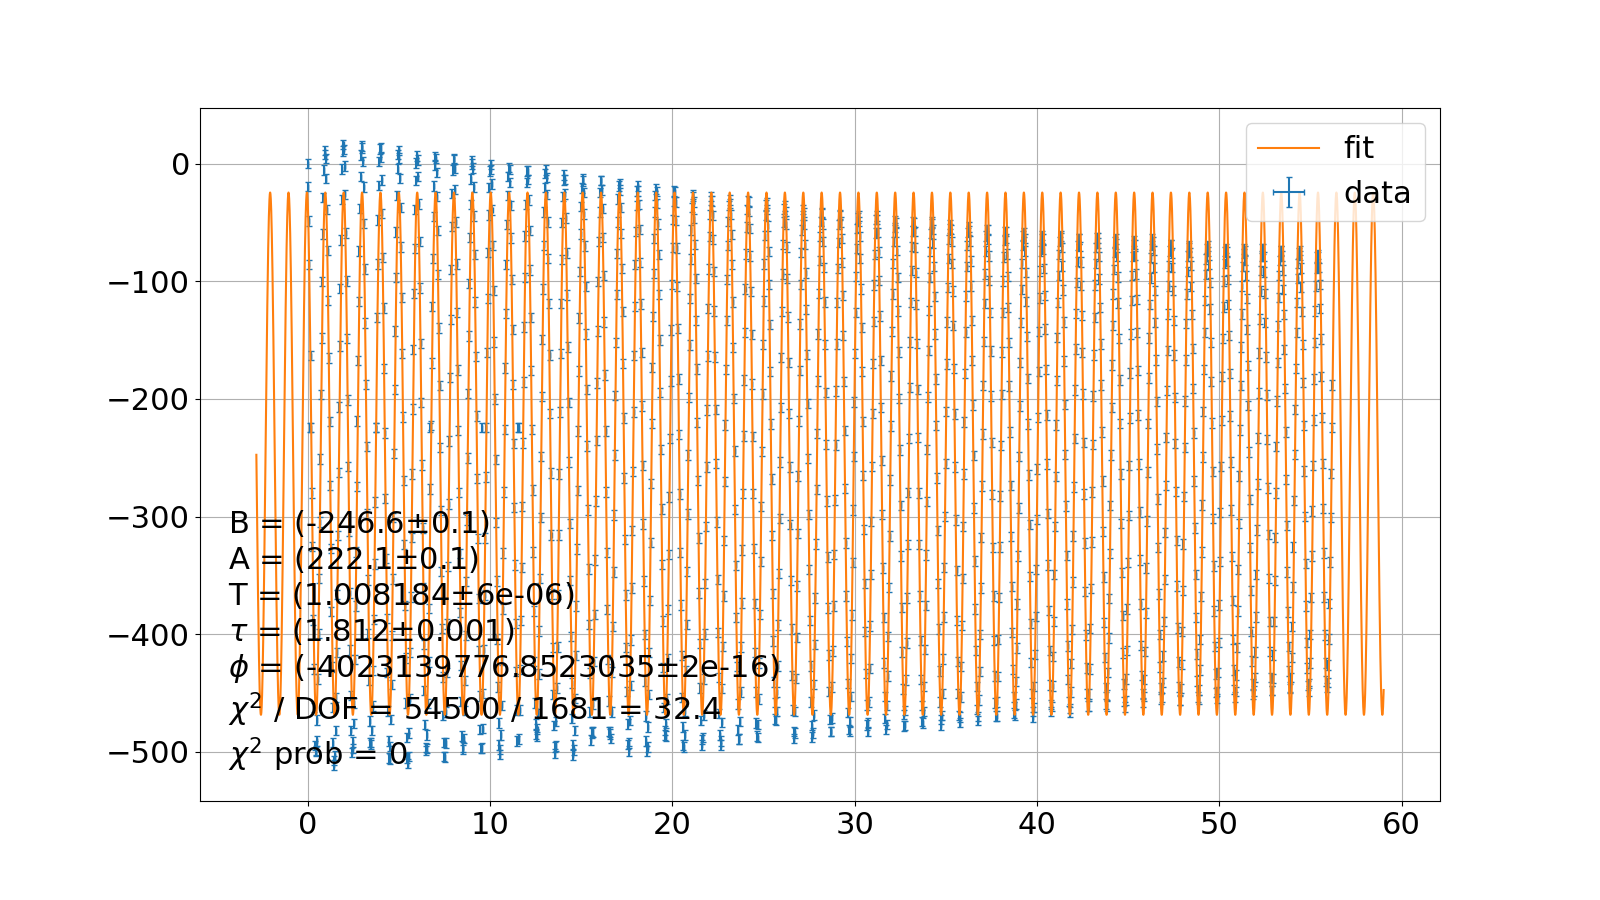 fit
data
0
−100
−200
−300
−400
−500
B = (-246.6±0.1)
A = (222.1±0.1)
T = (1.008184±6e-06)
τ = (1.812±0.001)
ϕ = (-4023139776.8523035±2e-16)
χ² / DOF = 54500 / 1681 = 32.4
χ² prob = 0
0 10 20 30 40 50 60